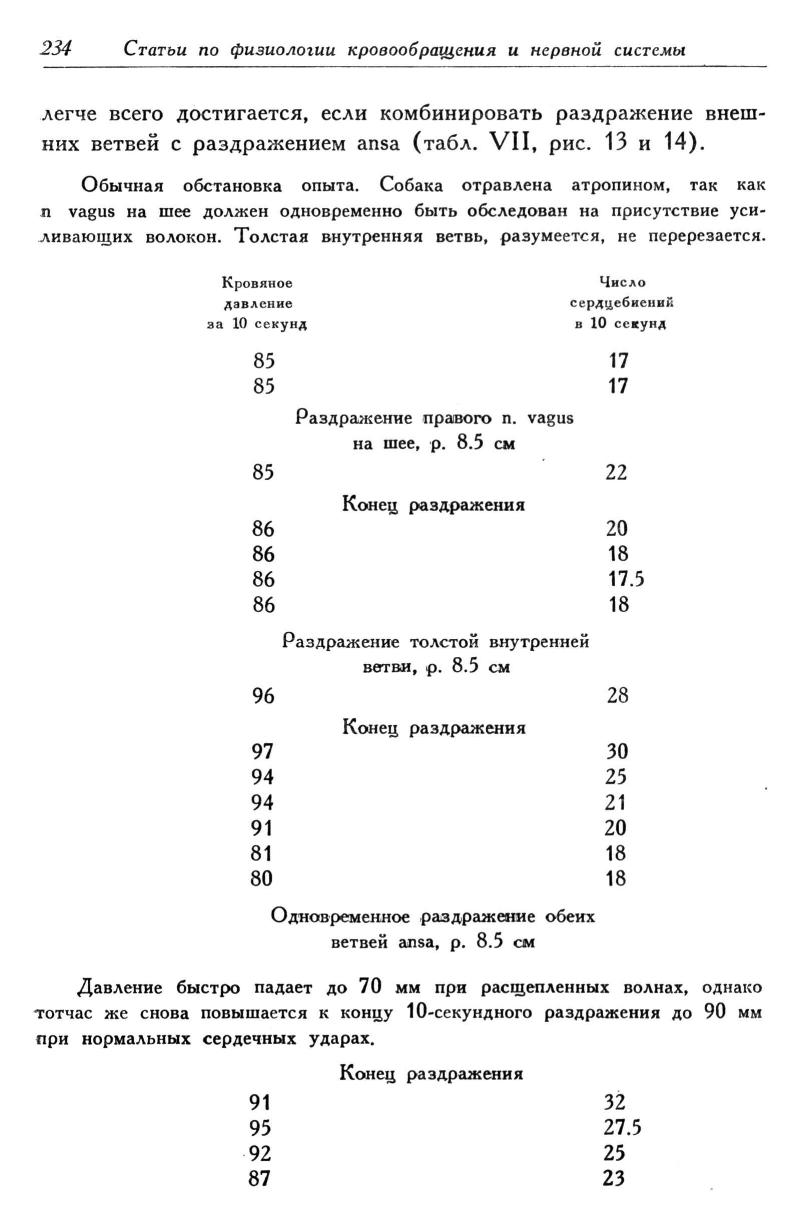 234 Статьи по физиологии кровообращения и нервной системы
легче всего достигается, если комбинировать раздражение внеш-
них ветвей с раздражением ansa (табл. VII, рис. 13 и 14).
Обычная обстановка опыта. Собака отравлена атропином, так как
n vagus на шее должен одновременно быть обследован на присутствие уси-
ливающих волокон. Толстая внутренняя ветвь, разумеется, не перерезается.
Кровяное Число
давление сердцебиений
за 10 секунд в 10 секунд
85 17
85 17
Раздражение правого n. vagus
на шее, р. 8.5 см
85 22
Конец раздражения
86 20
86 18
86 17.5
86 18
Раздражение толстой внутренней
ветви, р. 8.5 см
96 28
Конец раздражения
97 30
94 25
94 21
91 20
81 18
80 18
Одновременное раздражение обеих
ветвей ansa, р. 8.5 см
Давление быстро падает до 70 мм при расщепленных волнах, однако
тотчас же снова повышается к концу 10-секундного раздражения до 90 мм
при нормальных сердечных ударах.
Конец раздражения
91 32
95 27.5
92 25
87 23